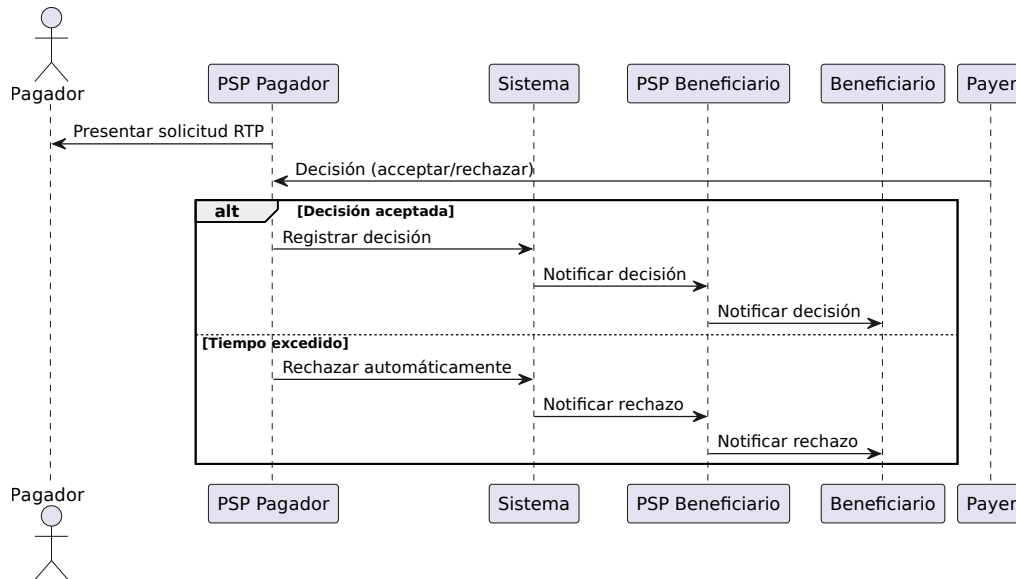 Pagador
PSP Pagador
Sistema
PSP Beneficiario
Beneficiario
Payer
Presentar solicitud RTP
Decisión (acceptar/rechazar)
alt
[Decisión aceptada]
Registrar decisión
Notificar decisión
Notificar decisión
[Tiempo excedido]
Rechazar automáticamente
Notificar rechazo
Notificar rechazo
Pagador
PSP Pagador
Sistema
PSP Beneficiario
Beneficiario
Payer